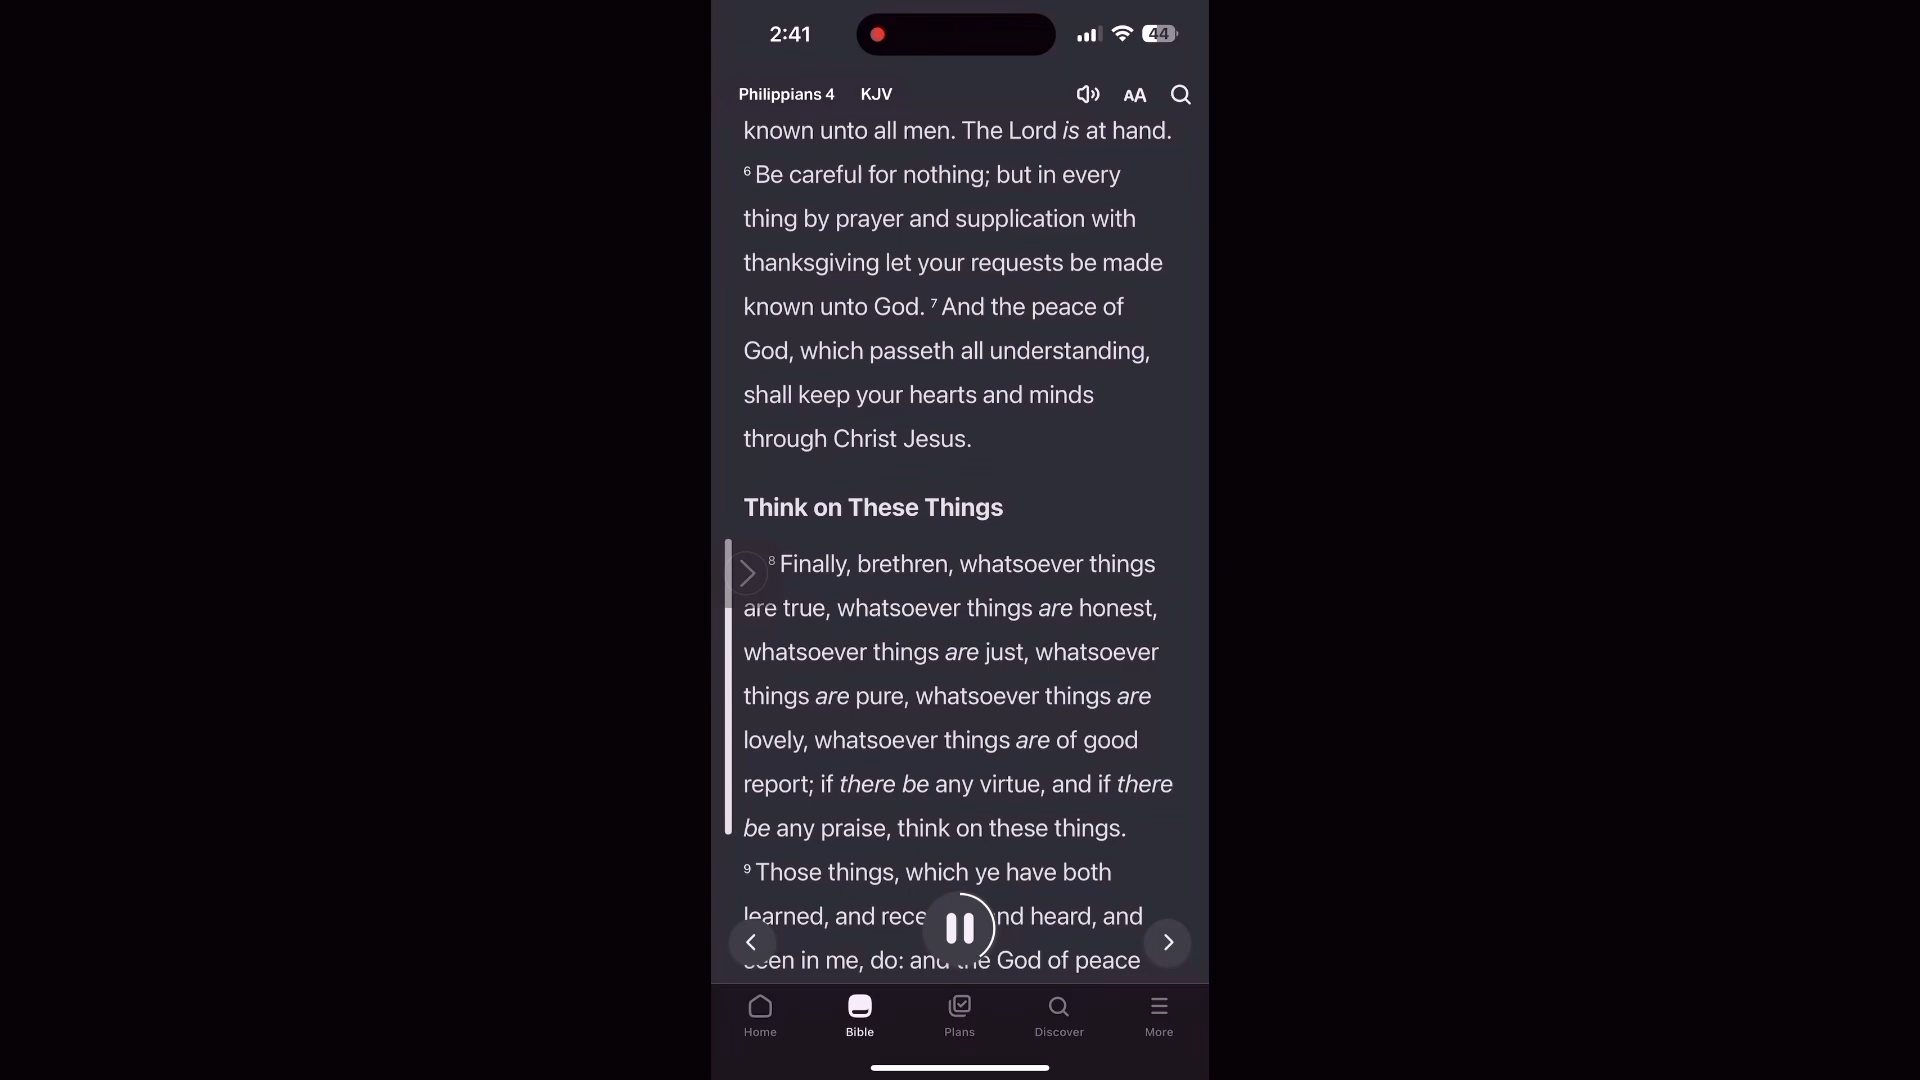 2:41
44
Philippians 4 KJV
AA
known unto all men. The Lord is at hand.
6 Be careful for nothing; but in every
thing by prayer and supplication with
thanksgiving let your requests be made
known unto God. 7 And the peace of
God, which passeth all understanding,
shall keep your hearts and minds
through Christ Jesus.
Think on These Things
8 Finally, brethren, whatsoever things
are true, whatsoever things are honest,
whatsoever things are just, whatsoever
things are pure, whatsoever things are
lovely, whatsoever things are of good
report; if there be any virtue, and if there
be any praise, think on these things.
9 Those things, which ye have both
learned, and rece nd heard, and
seen in me, do: and the God of peace
Home Bible Plans Discover More